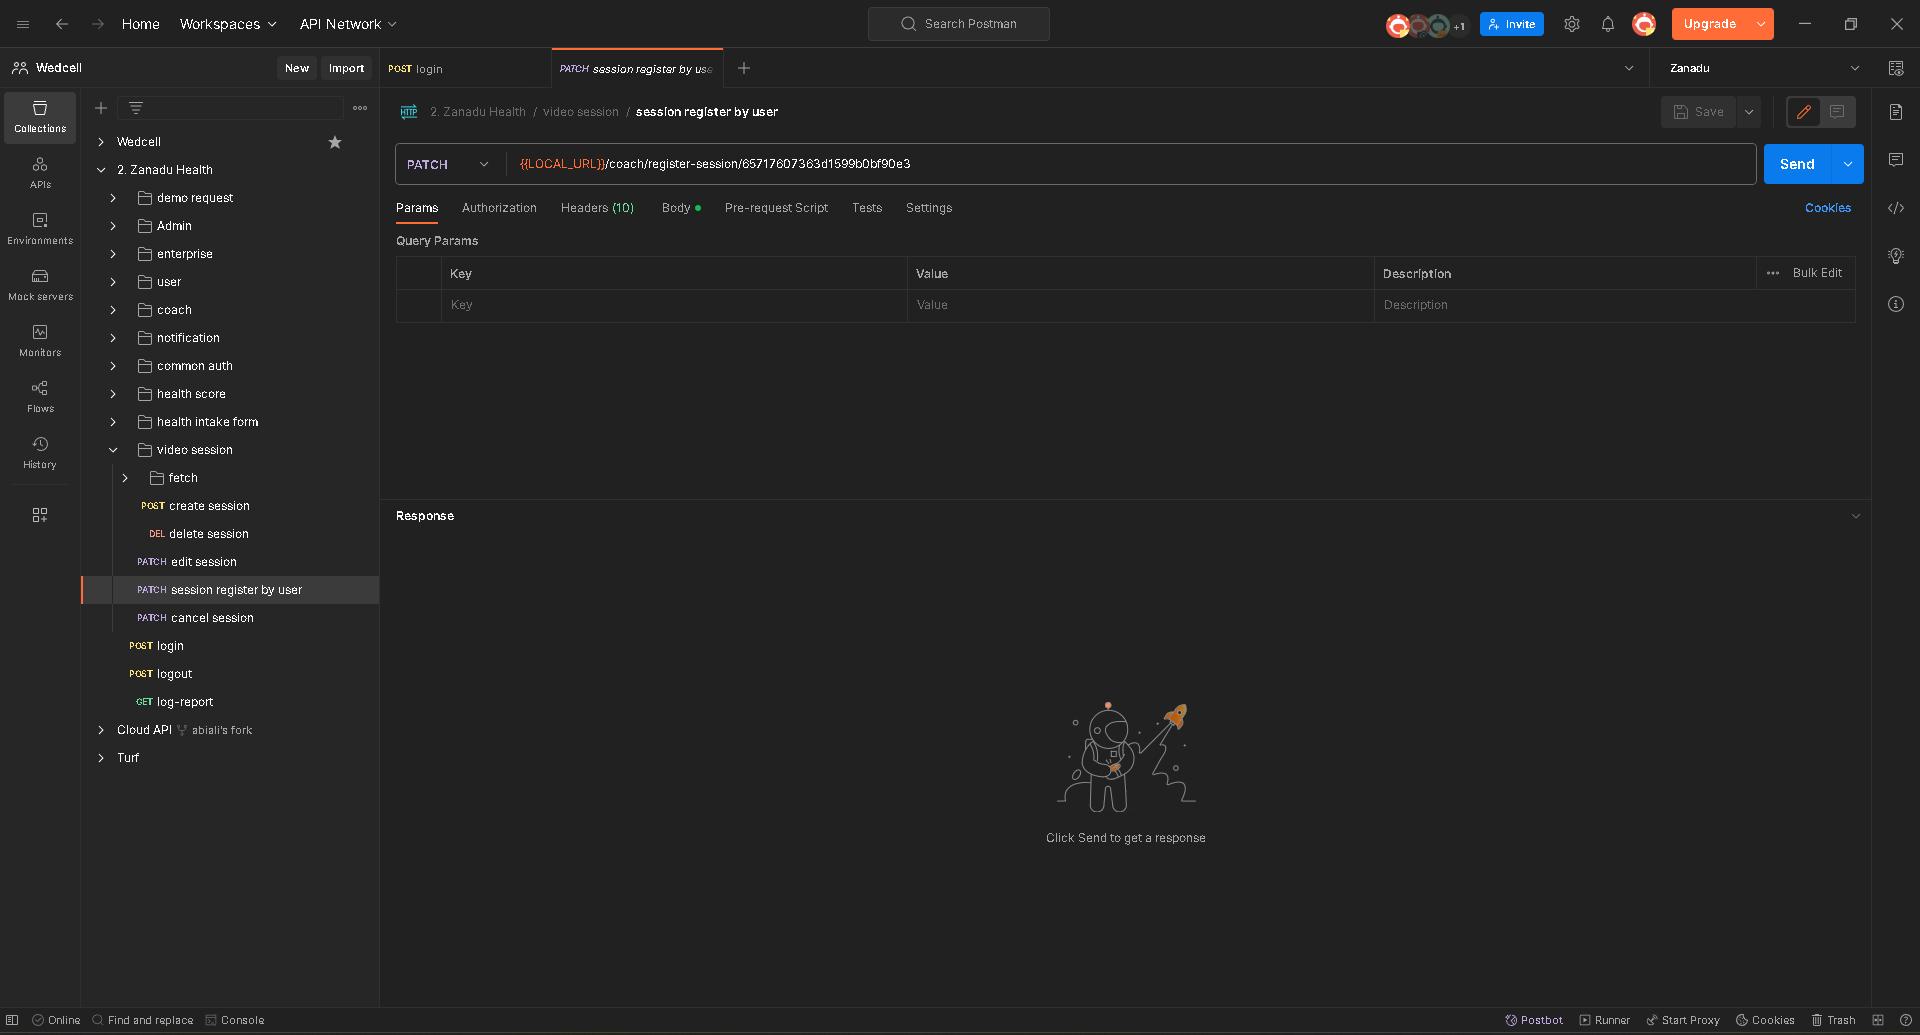 Home
Workspaces
API Network
Search Postman
+1
Invite
Upgrade
Wedcell
New
Import
POST login
PATCH session register by use
Zanadu
Collections
APIs
Environments
Mock servers
Monitors
Flows
History
Wedcell
2. Zanadu Health
demo request
Admin
enterprise
user
coach
notification
common auth
health score
health intake form
video session
fetch
POST create session
DEL delete session
PATCH edit session
PATCH session register by user
PATCH cancel session
POST login
POST logout
GET log-report
Cloud API abiali's fork
Turf
HTTP 2. Zanadu Health / video session / session register by user
Save
PATCH {{LOCAL_URL}}/coach/register-session/65717607363d1599b0bf90e3
Send
Params Authorization Headers (10) Body Pre-request Script Tests Settings Cookies
Query Params
Key Value Description Bulk Edit
Key Value Description
Response
Click Send to get a response
Online Find and replace Console Postbot Runner Start Proxy Cookies Trash